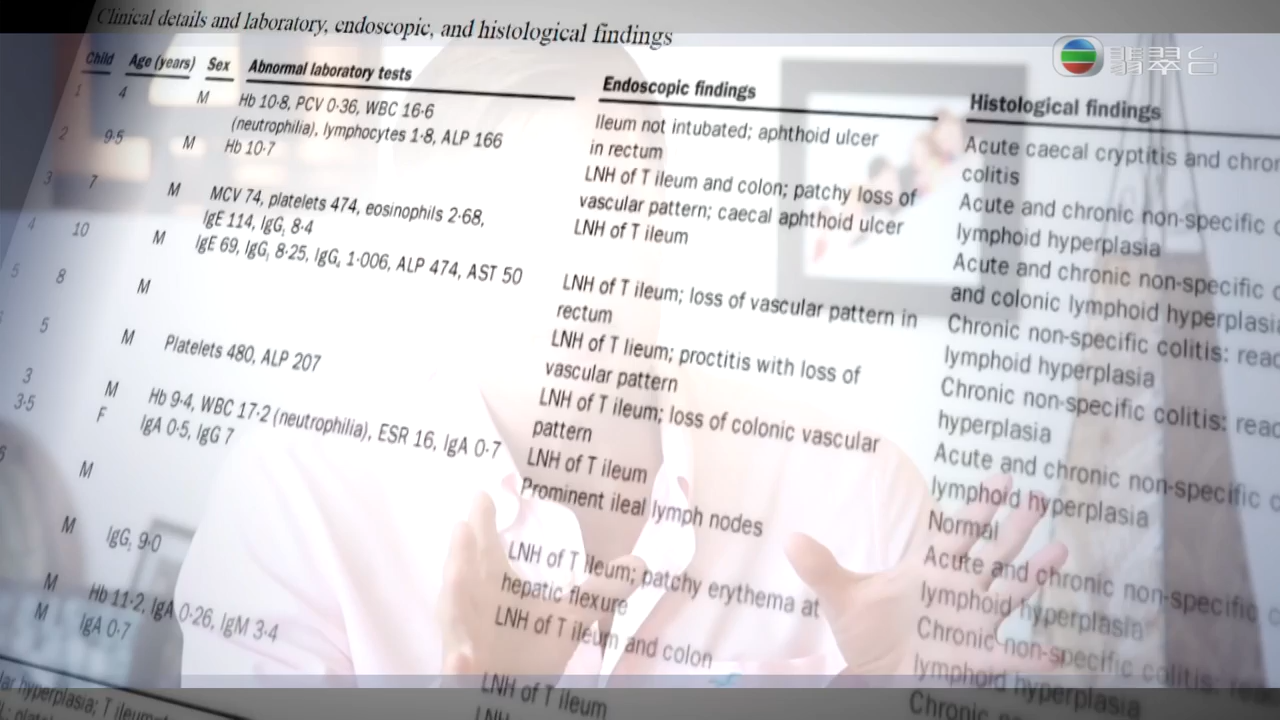 Clinical details and laboratory, endoscopic, and histological findings
翡翠台
Child Age (years) Sex Abnormal laboratory tests Endoscopic findings Histological findings
1 4 M Hb 10·8, PCV 0·36, WBC 16·6 Ileum not intubated; aphthoid ulcer Acute caecal cryptitis and
(neutrophilia), lymphocytes 1·8, ALP 166 in rectum colitis
2 9·5 M Hb 10·7 LNH of T ileum and colon; patchy loss of Acute and chronic non-specific
vascular pattern; caecal aphthoid ulcer lymphoid hyperplasia
3 7 M MCV 74, platelets 474, eosinophils 2·68, LNH of T ileum Acute and chronic non-specific
IgE 114, IgG₁ 8·4 and colonic lymphoid
4 10 M IgE 69, IgG₁ 8·25, IgG₄ 1·006, ALP 474, AST 50 LNH of T ileum; loss of vascular pattern in Chronic non-specific colitis:
rectum lymphoid hyperplasia
5 8 M LNH of T lieum; proctitis with loss of Chronic non-specific colitis:
vascular pattern hyperplasia
5 M Platelets 480, ALP 207 LNH of T ileum; loss of colonic vascular Acute and chronic non-specific
pattern lymphoid hyperplasia
3 M Hb 9·4, WBC 17·2 (neutrophilia), ESR 16, IgA 0·7 LNH of T ileum Normal
3·5 F IgA 0·5, IgG 7 Prominent ileal lymph nodes Acute and chronic non-specific
lymphoid hyperplasia
M LNH of T ileum; patchy erythema at Chronic non-specific colitis:
hepatic flexure lymphoid hyperplasia
M IgG₁ 9·0 LNH of T ileum and colon
M Hb 11·2, IgA 0·26, IgM 3·4 LNH of T ileum Chronic
M IgA 0·7 LNH
hyperplasia; T